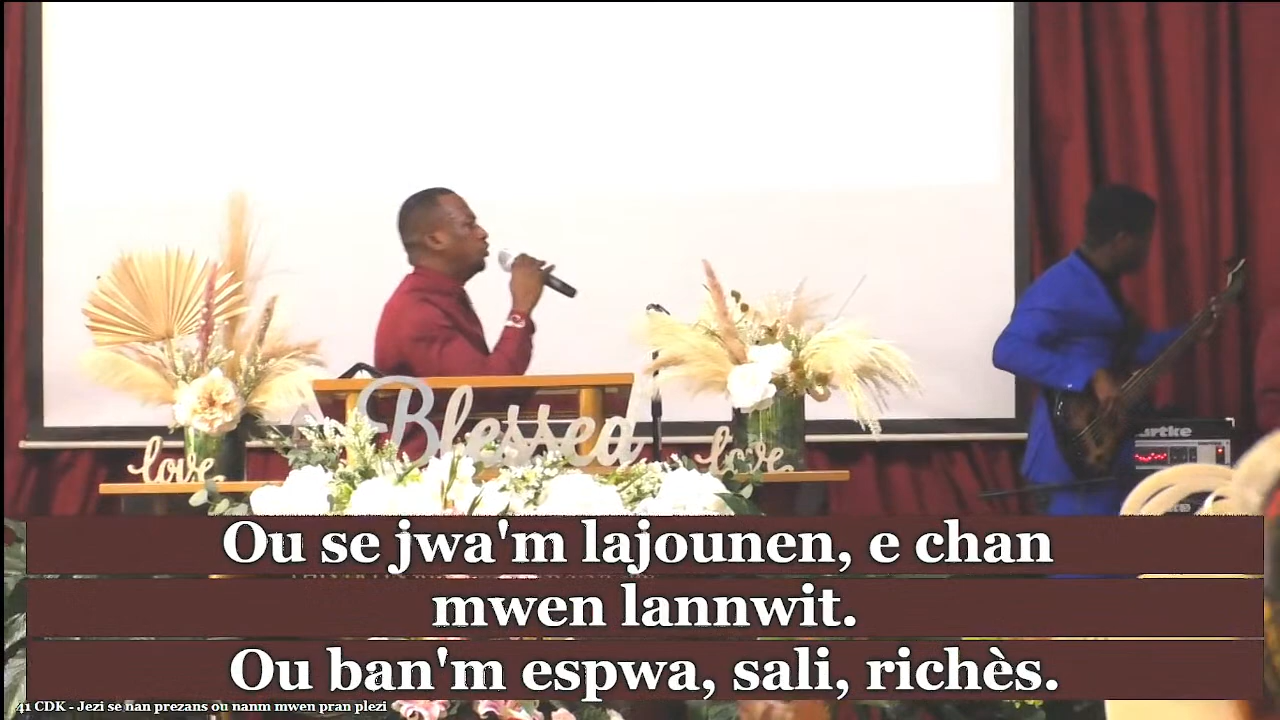 Blessed
love
love
artke
Ou se jwa'm lajounen, e chan
mwen lannwit.
Ou ban'm espwa, sali, richès.
41 CDK - Jezi se nan prezans ou nanm mwen pran plezi